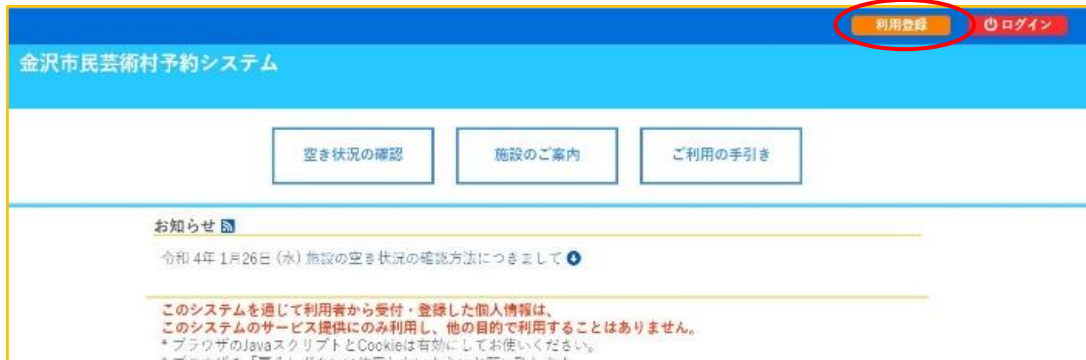 利用登録
ログイン
金沢市民芸術村予約システム
空き状況の確認
施設のご案内
ご利用の手引き
お知らせ
令和 4年 1月26日 (水) 施設の空き状況の確認方法につきまして
このシステムを通じて利用者から受付・登録した個人情報は、
このシステムのサービス提供にのみ利用し、他の目的で利用することはありません。
* ブラウザのJavaスクリプトとCookieは有効にしてお使いください。